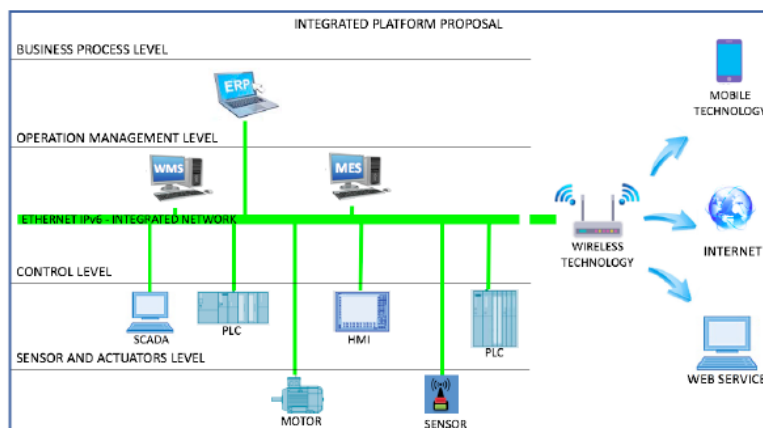 INTEGRATED PLATFORM PROPOSAL
BUSINESS PROCESS LEVEL
ERP
MOBILE
TECHNOLOGY
OPERATION MANAGEMENT LEVEL
WMS
MES
ETHERNET IPv6 - INTEGRATED NETWORK
WIRELESS
TECHNOLOGY
INTERNET
CONTROL LEVEL
SCADA
PLC
HMI
PLC
SENSOR AND ACTUATORS LEVEL
WEB SERVICE
MOTOR
SENSOR